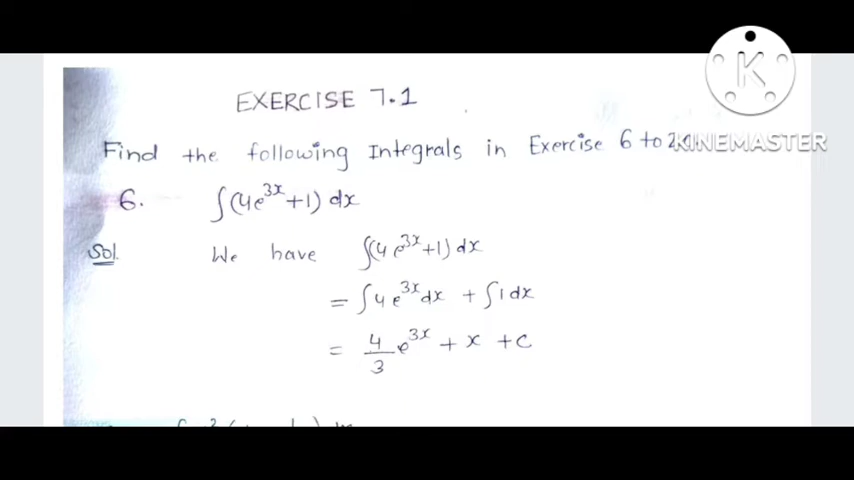 EXERCISE 7.1
Find the following Integrals in Exercise 6 to
KINEMASTER
6. ∫(4e^{3x}+1) dx
Sol. We have ∫(4e^{3x}+1) dx
= ∫4e^{3x}dx + ∫1 dx
= 4/3 e^{3x} + x + c